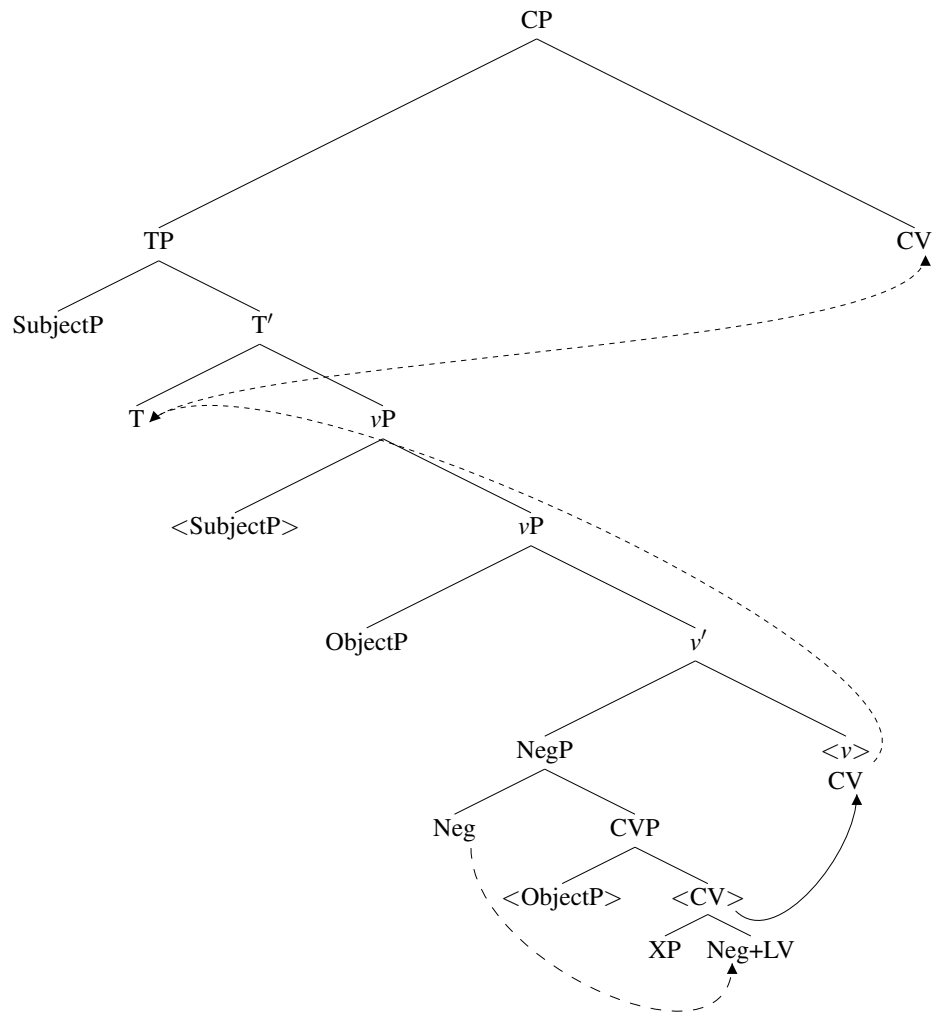 CP
TP CV
SubjectP T′
T vP
<SubjectP> vP
ObjectP v′
NegP <v>
CV
Neg CVP
<ObjectP> <CV>
XP Neg+LV